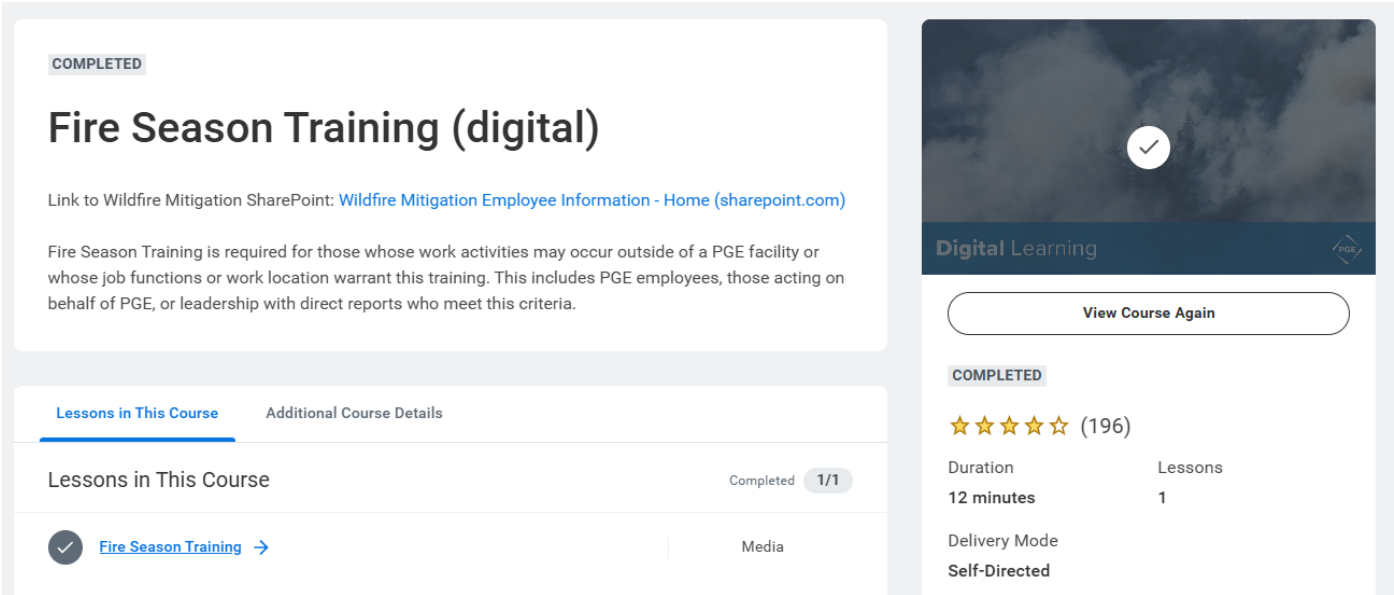 COMPLETED
Fire Season Training (digital)
Link to Wildfire Mitigation SharePoint: Wildfire Mitigation Employee Information - Home (sharepoint.com)
Fire Season Training is required for those whose work activities may occur outside of a PGE facility or
whose job functions or work location warrant this training. This includes PGE employees, those acting on
behalf of PGE, or leadership with direct reports who meet this criteria.
Lessons in This Course
Additional Course Details
Lessons in This Course
Completed 1/1
Fire Season Training
Media
Digital Learning
PGE
View Course Again
COMPLETED
(196)
Duration
12 minutes
Lessons
1
Delivery Mode
Self-Directed